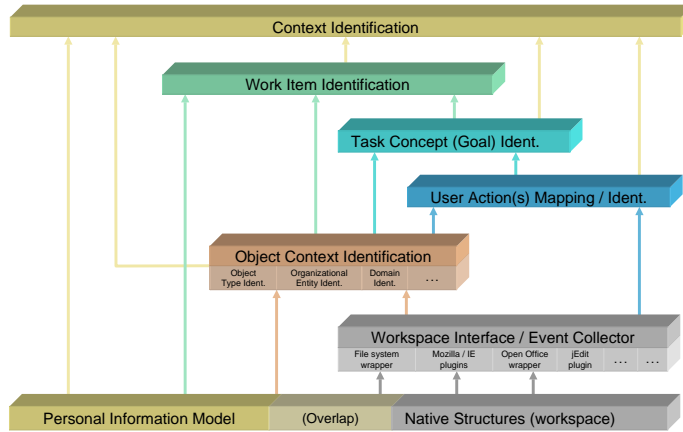 Context Identification
Work Item Identification
Task Concept (Goal) Ident.
User Action(s) Mapping / Ident.
Object Context Identification
Object
Type Ident.
Organizational
Entity Ident.
Domain
Ident.
...
Workspace Interface / Event Collector
File system
wrapper
Mozilla / IE
plugins
Open Office
wrapper
jEdit
plugin
...
...
Personal Information Model
(Overlap)
Native Structures (workspace)